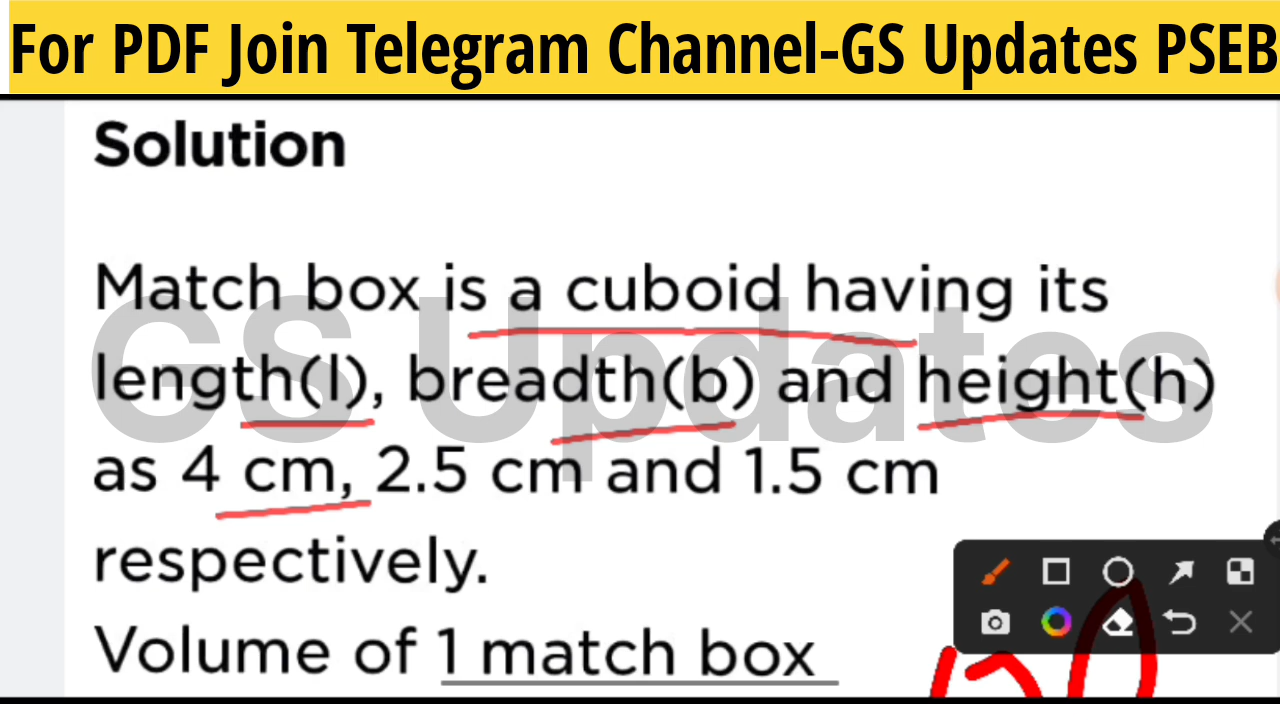 For PDF Join Telegram Channel-GS Updates PSEB
Solution
Match box is a cuboid having its
length(l), breadth(b) and height(h)
as 4 cm, 2.5 cm and 1.5 cm
respectively.
Volume of 1 match box
GS Updates